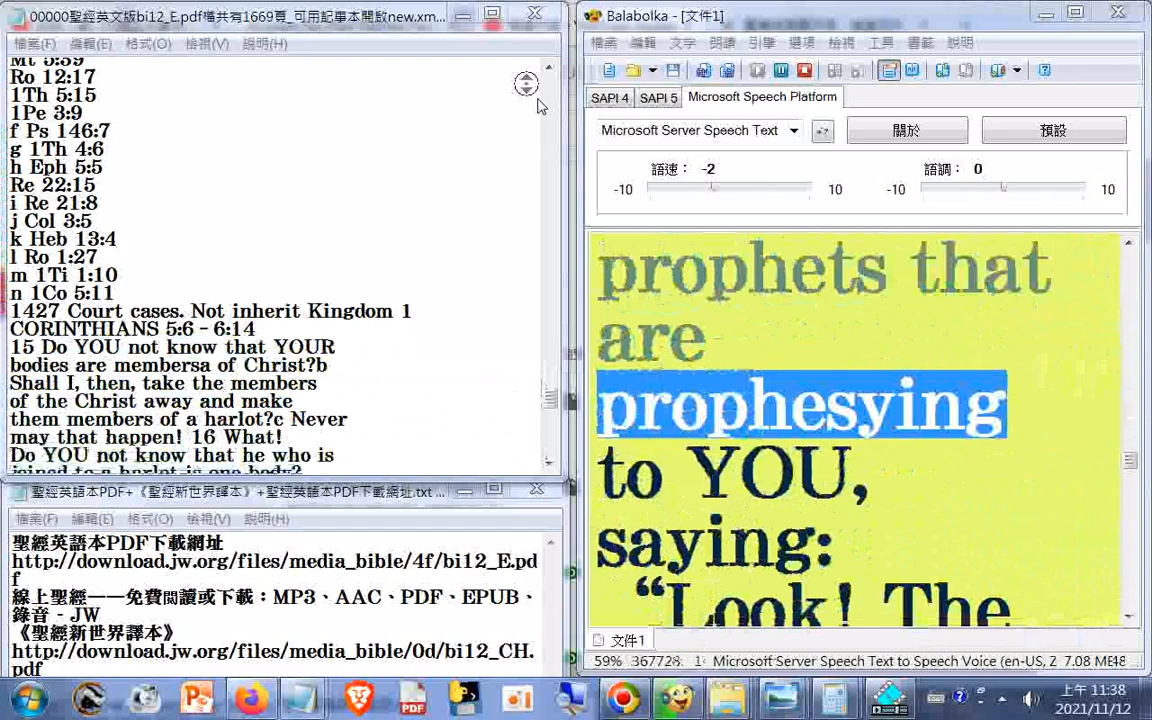 00000聖經英文版bi12_E.pdf檔共有1669頁_可用記事本開啟new.xm...
檔案(F) 編輯(E) 格式(O) 檢視(V) 說明(H)
Mt 5:39
Ro 12:17
1Th 5:15
1Pe 3:9
f Ps 146:7
g 1Th 4:6
h Eph 5:5
Re 22:15
i Re 21:8
j Col 3:5
k Heb 13:4
l Ro 1:27
m 1Ti 1:10
n 1Co 5:11
1427 Court cases. Not inherit Kingdom 1
CORINTHIANS 5:6 – 6:14
15 Do YOU not know that YOUR
bodies are membersa of Christ?b
Shall I, then, take the members
of the Christ away and make
them members of a harlot?c Never
may that happen! 16 What!
Do YOU not know that he who is
joined to a harlot is one body?
聖經英語本PDF+《聖經新世界譯本》+聖經英語本PDF下載網址.txt ...
檔案(F) 編輯(E) 格式(O) 檢視(V) 說明(H)
聖經英語本PDF下載網址
http://download.jw.org/files/media_bible/4f/bi12_E.pd
f
線上聖經——免費閱讀或下載：MP3、AAC、PDF、EPUB、
錄音 - JW
《聖經新世界譯本》
http://download.jw.org/files/media_bible/0d/bi12_CH.
pdf
Balabolka - [文件1]
檔案 編輯 文字 朗讀 引擎 選項 檢視 工具 書籤 說明
SAPI 4 SAPI 5 Microsoft Speech Platform
Microsoft Server Speech Text 關於 預設
語速： -2 語調： 0
-10 10 -10 10
prophets that
are
prophesying
to YOU,
saying:
“Look! The
文件1
59% 367728. Microsoft Server Speech Text to Speech Voice (en-US, 2 7.08 ME48
PDF
上午 11:38
2021/11/12